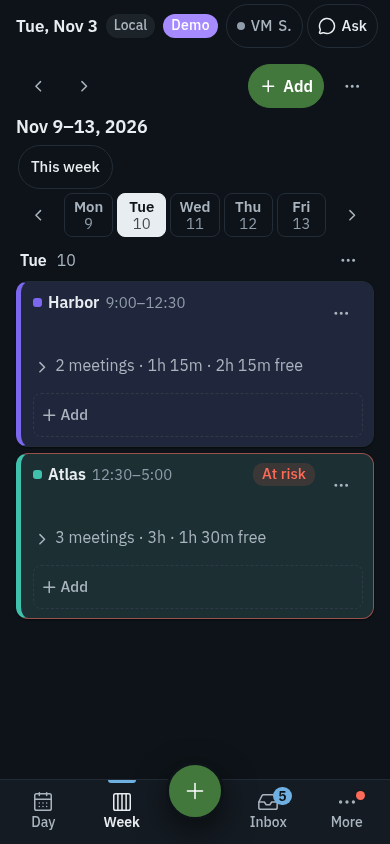 Tue, Nov 3 Local Demo VM S. Ask
Add
Nov 9–13, 2026
This week
Mon Tue Wed Thu Fri
9 10 11 12 13
Tue 10
Harbor 9:00–12:30
2 meetings · 1h 15m · 2h 15m free
+ Add
Atlas 12:30–5:00 At risk
3 meetings · 3h · 1h 30m free
+ Add
5
Day Week Inbox More